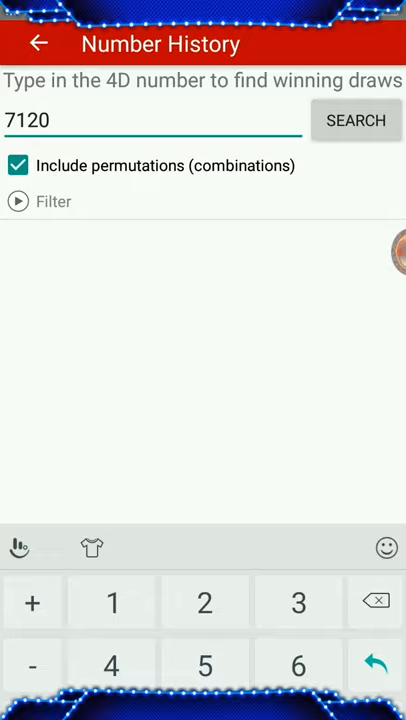 Number History
Type in the 4D number to find winning draws
7120
SEARCH
Include permutations (combinations)
Filter
+ 1 2 3
- 4 5 6